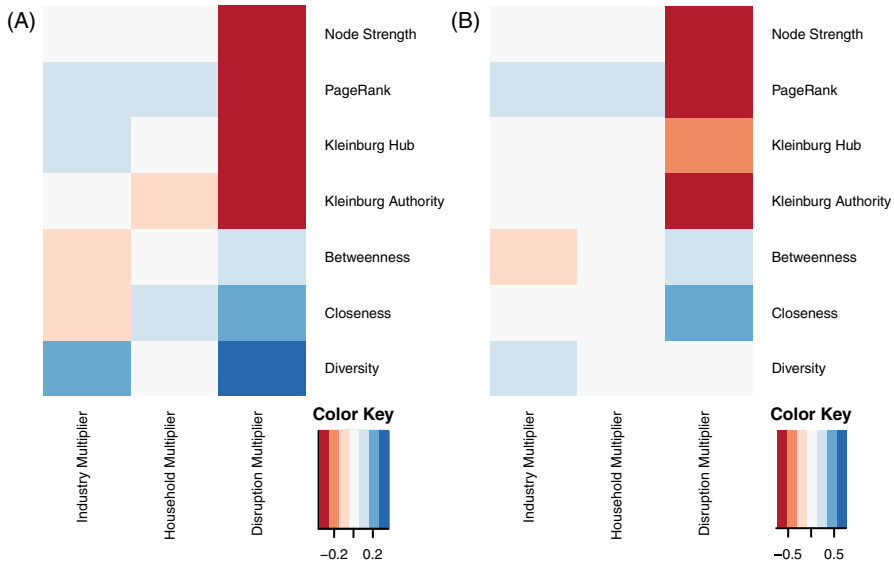 (A)
Node Strength
PageRank
Kleinburg Hub
Kleinburg Authority
Betweenness
Closeness
Diversity
Industry Multiplier
Household Multiplier
Disruption Multiplier
Color Key
−0.2 0.2
(B)
Node Strength
PageRank
Kleinburg Hub
Kleinburg Authority
Betweenness
Closeness
Diversity
Industry Multiplier
Household Multiplier
Disruption Multiplier
Color Key
−0.5 0.5